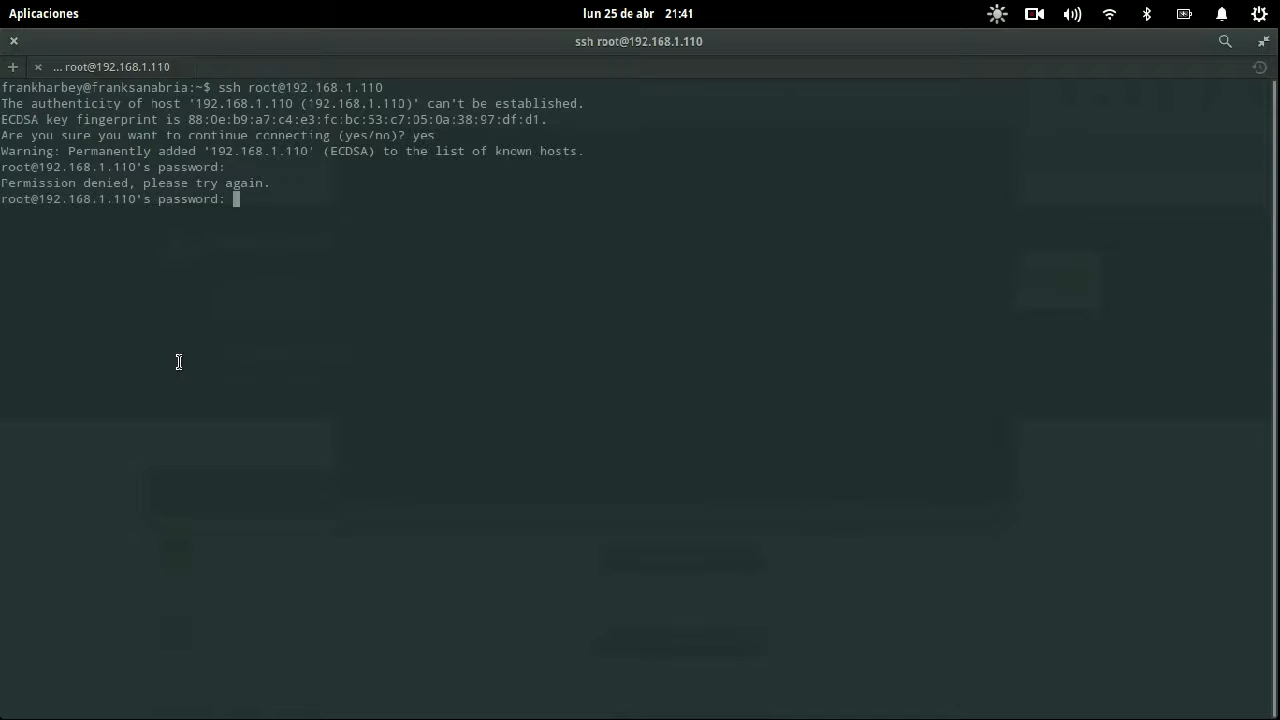 Aplicaciones
lun 25 de abr 21:41
ssh root@192.168.1.110
... root@192.168.1.110
frankharbey@franksanabria:~$ ssh root@192.168.1.110
The authenticity of host '192.168.1.110 (192.168.1.110)' can't be established.
ECDSA key fingerprint is 88:0e:b9:a7:c4:e3:fc:bc:53:c7:05:0a:38:97:df:d1.
Are you sure you want to continue connecting (yes/no)? yes
Warning: Permanently added '192.168.1.110' (ECDSA) to the list of known hosts.
root@192.168.1.110's password:
Permission denied, please try again.
root@192.168.1.110's password: